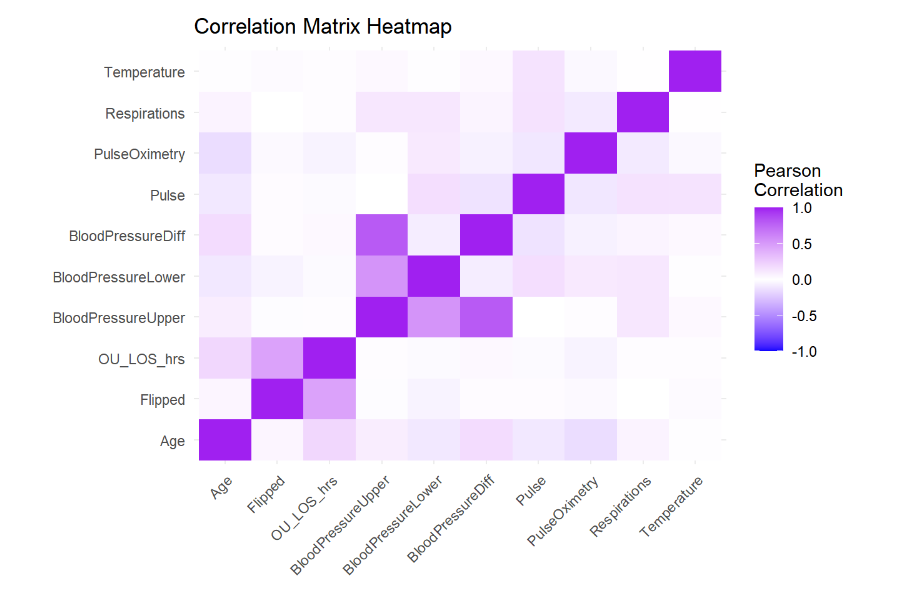 Correlation Matrix Heatmap
Temperature
Respirations
PulseOximetry
Pulse
BloodPressureDiff
BloodPressureLower
BloodPressureUpper
OU_LOS_hrs
Flipped
Age
Age
Flipped
OU_LOS_hrs
BloodPressureUpper
BloodPressureLower
BloodPressureDiff
Pulse
PulseOximetry
Respirations
Temperature
Pearson
Correlation
1.0
0.5
0.0
-0.5
-1.0